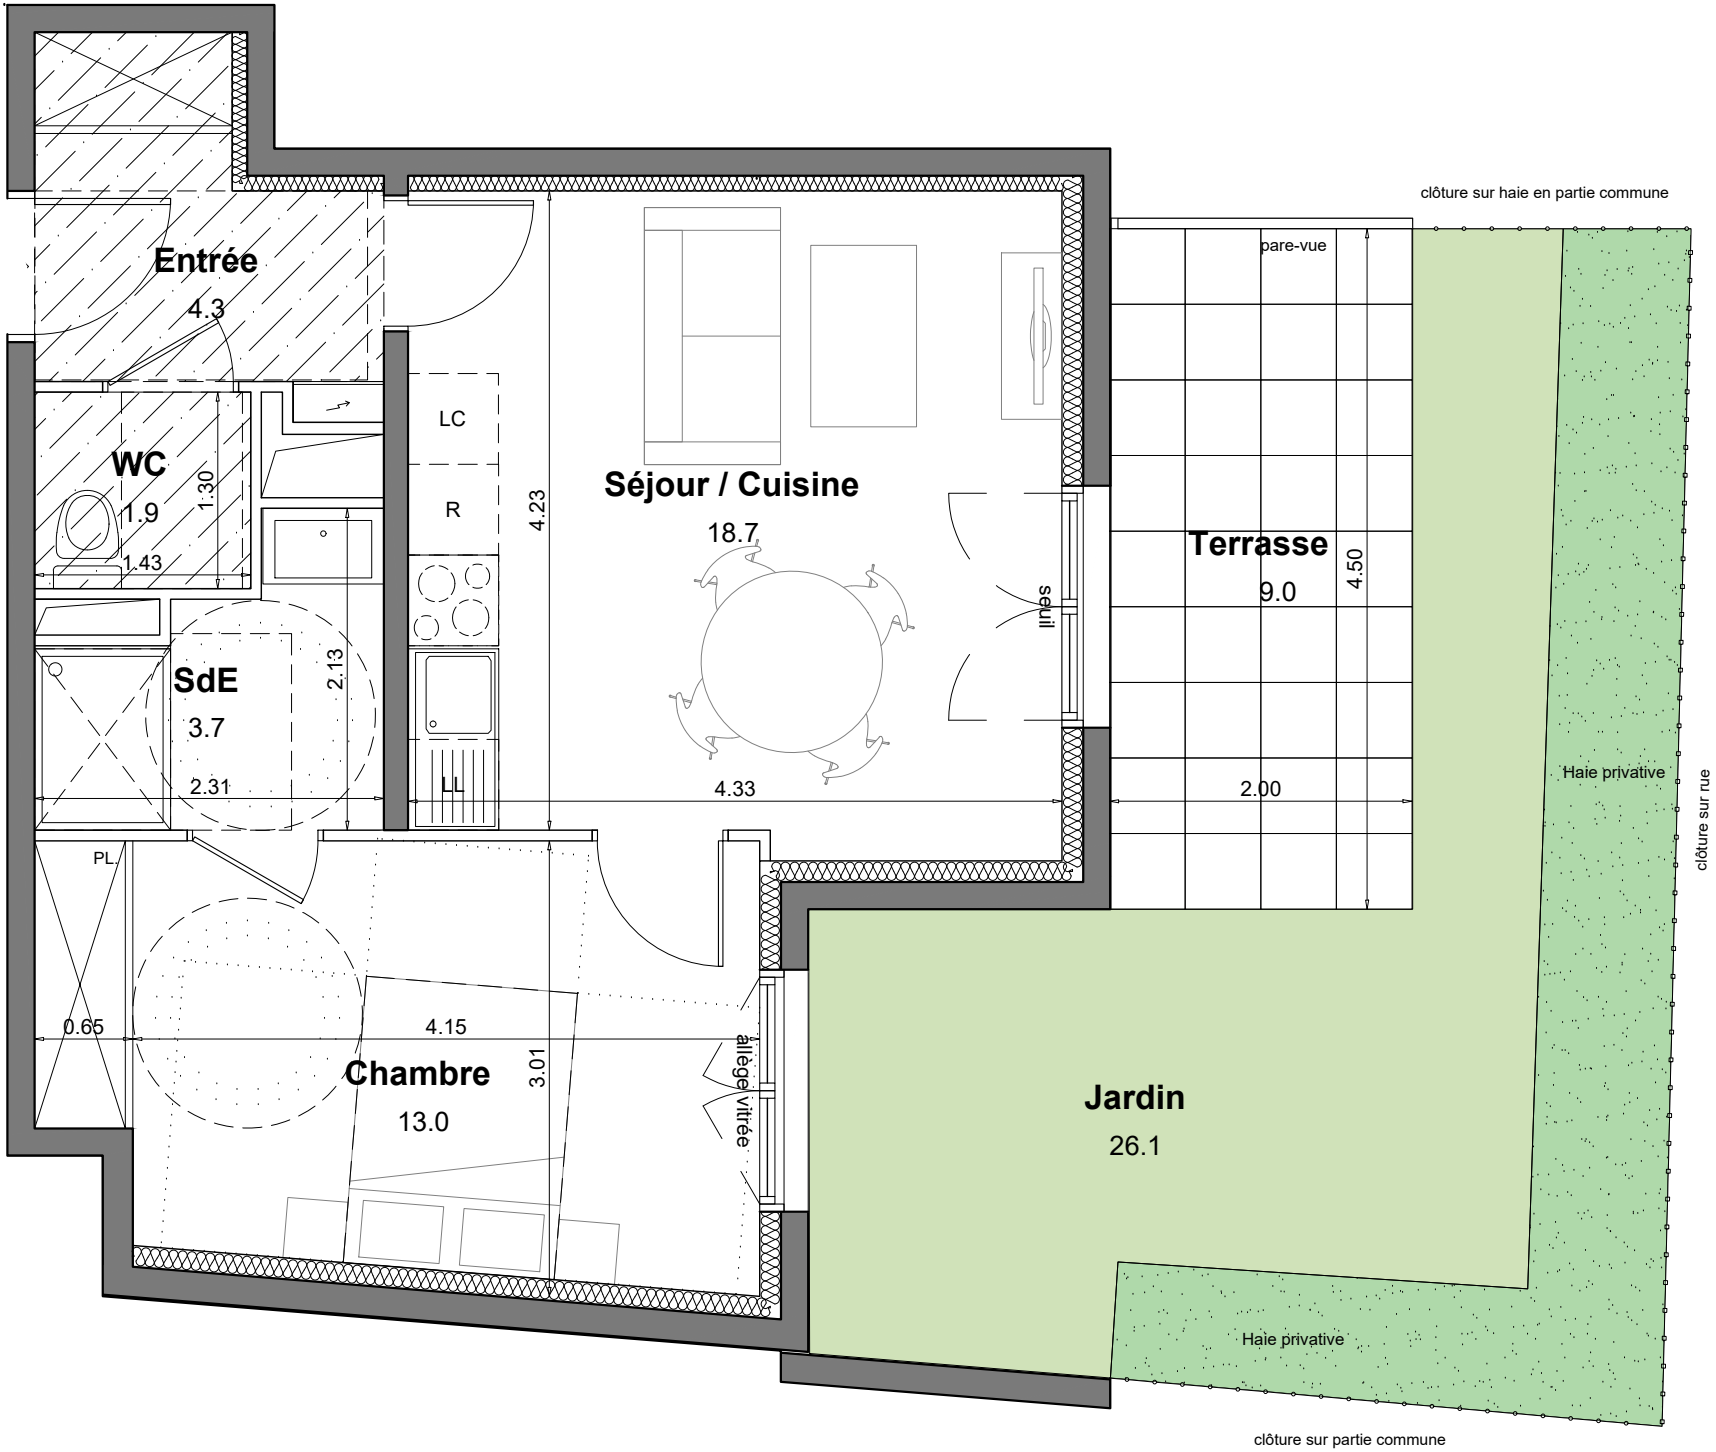 clôture sur haie en partie commune
pare-vue
Entrée
4.3
LC
WC
1.9
1.30
1.43
R
4.23
Séjour / Cuisine
18.7
Terrasse
9.0
4.50
seuil
SdE
3.7
2.13
2.31
LL
4.33
2.00
Haie privative
clôture sur rue
PL.
0.65
4.15
3.01
Chambre
13.0
allège vitrée
Jardin
26.1
Haie privative
clôture sur partie commune